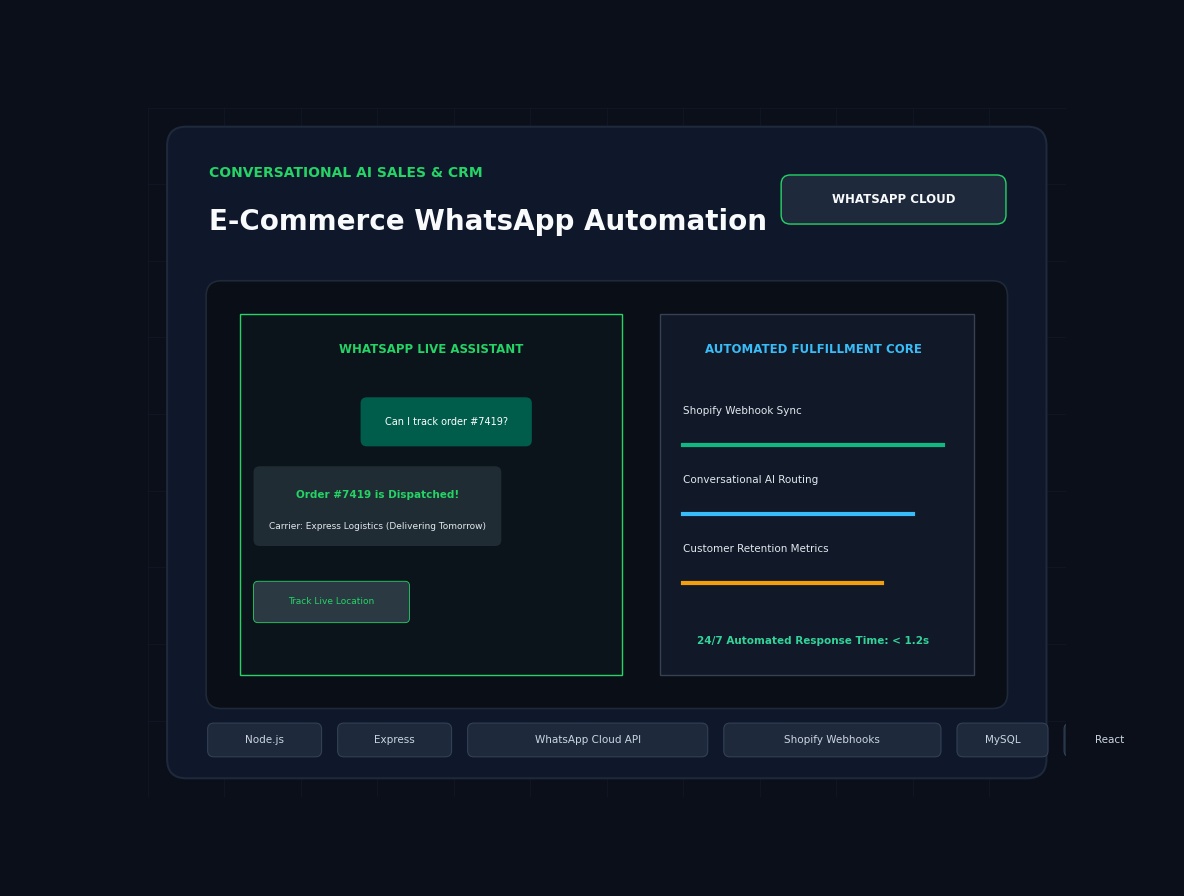 CONVERSATIONAL AI SALES & CRM
E-Commerce WhatsApp Automation
WHATSAPP CLOUD
WHATSAPP LIVE ASSISTANT
Can I track order #7419?
Order #7419 is Dispatched!
Carrier: Express Logistics (Delivering Tomorrow)
Track Live Location
AUTOMATED FULFILLMENT CORE
Shopify Webhook Sync
Conversational AI Routing
Customer Retention Metrics
24/7 Automated Response Time: < 1.2s
Node.js
Express
WhatsApp Cloud API
Shopify Webhooks
MySQL
React